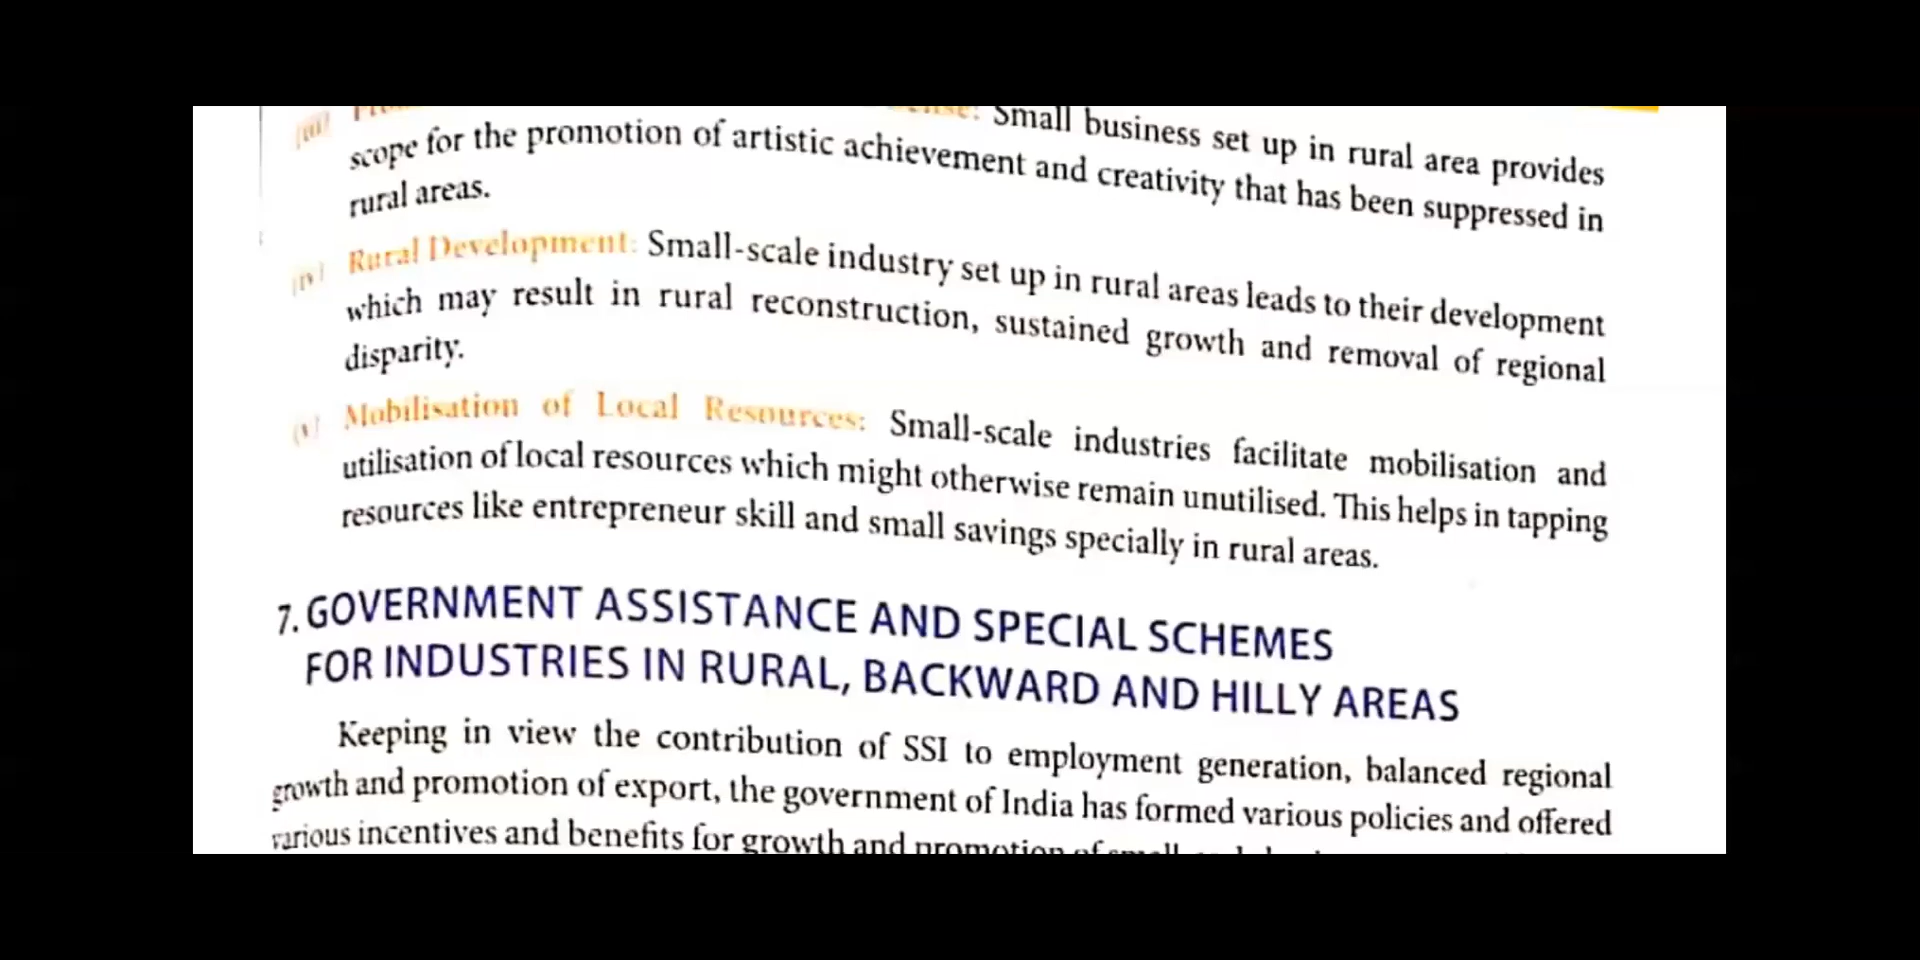 (iii) Small business set up in rural area provides
scope for the promotion of artistic achievement and creativity that has been suppressed in
rural areas.
(iv) Rural Development: Small-scale industry set up in rural areas leads to their development
which may result in rural reconstruction, sustained growth and removal of regional
disparity.
(v) Mobilisation of Local Resources: Small-scale industries facilitate mobilisation and
utilisation of local resources which might otherwise remain unutilised. This helps in tapping
resources like entrepreneur skill and small savings specially in rural areas.
7. GOVERNMENT ASSISTANCE AND SPECIAL SCHEMES
FOR INDUSTRIES IN RURAL, BACKWARD AND HILLY AREAS
Keeping in view the contribution of SSI to employment generation, balanced regional
growth and promotion of export, the government of India has formed various policies and offered
various incentives and benefits for growth and promotion of small